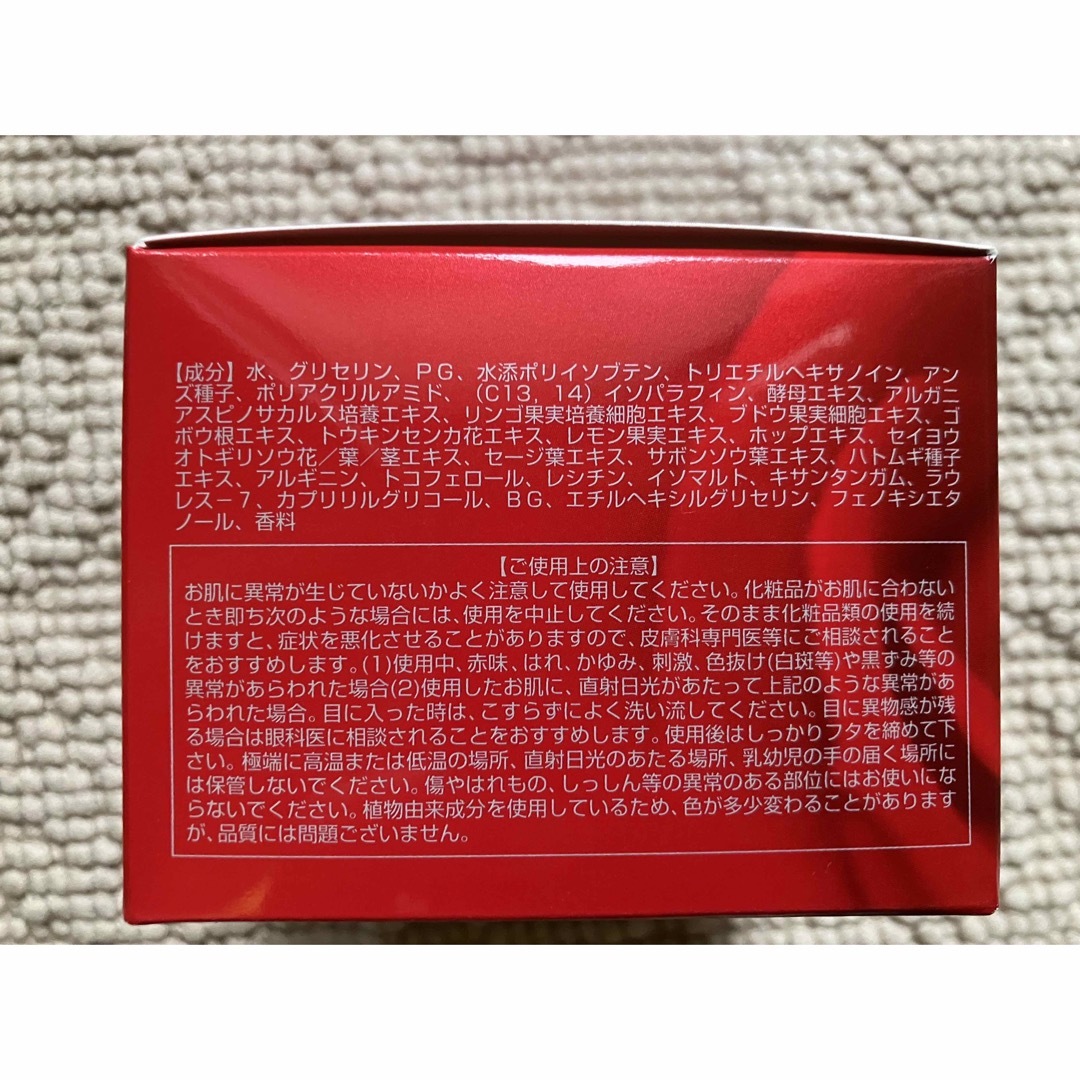 【成分】水、グリセリン、PG、水添ポリイソブテン、トリエチルヘキサノイン、アン
ズ種子、ポリアクリルアミド、(C13, 14) イソパラフィン、酵母エキス、アルガニ
アスピノサカルス培養エキス、リンゴ果実培養細胞エキス、ブドウ果実細胞エキス、ゴ
ボウ根エキス、トウキンセンカ花エキス、レモン果実エキス、ホップエキス、セイヨウ
オトギリソウ花/葉/茎エキス、セージ葉エキス、サボンソウ葉エキス、ハトムギ種子
エキス、アルギニン、トコフェロール、レシチン、イソマルト、キサンタンガム、ラウ
レス−7、カプリリルグリコール、BG、エチルヘキシルグリセリン、フェノキシエタ
ノール、香料
【ご使用上の注意】
お肌に異常が生じていないかよく注意して使用してください。化粧品がお肌に合わない
とき即ち次のような場合には、使用を中止してください。そのまま化粧品類の使用を続
けますと、症状を悪化させることがありますので、皮膚科専門医等にご相談されること
をおすすめします。(1)使用中、赤味、はれ、かゆみ、刺激、色抜け(白斑等)や黒ずみ等の
異常があらわれた場合(2)使用したお肌に、直射日光があたって上記のような異常があ
らわれた場合。目に入った時は、こすらずによく洗い流してください。目に異物感が残
る場合は眼科医に相談されることをおすすめします。使用後はしっかりフタを締めて下
さい。極端に高温または低温の場所、直射日光のあたる場所、乳幼児の手の届く場所に
は保管しないでください。傷やはれもの、しっしん等の異常のある部位にはお使いにな
らないでください。植物由来成分を使用しているため、色が多少変わることがあります
が、品質には問題ございません。